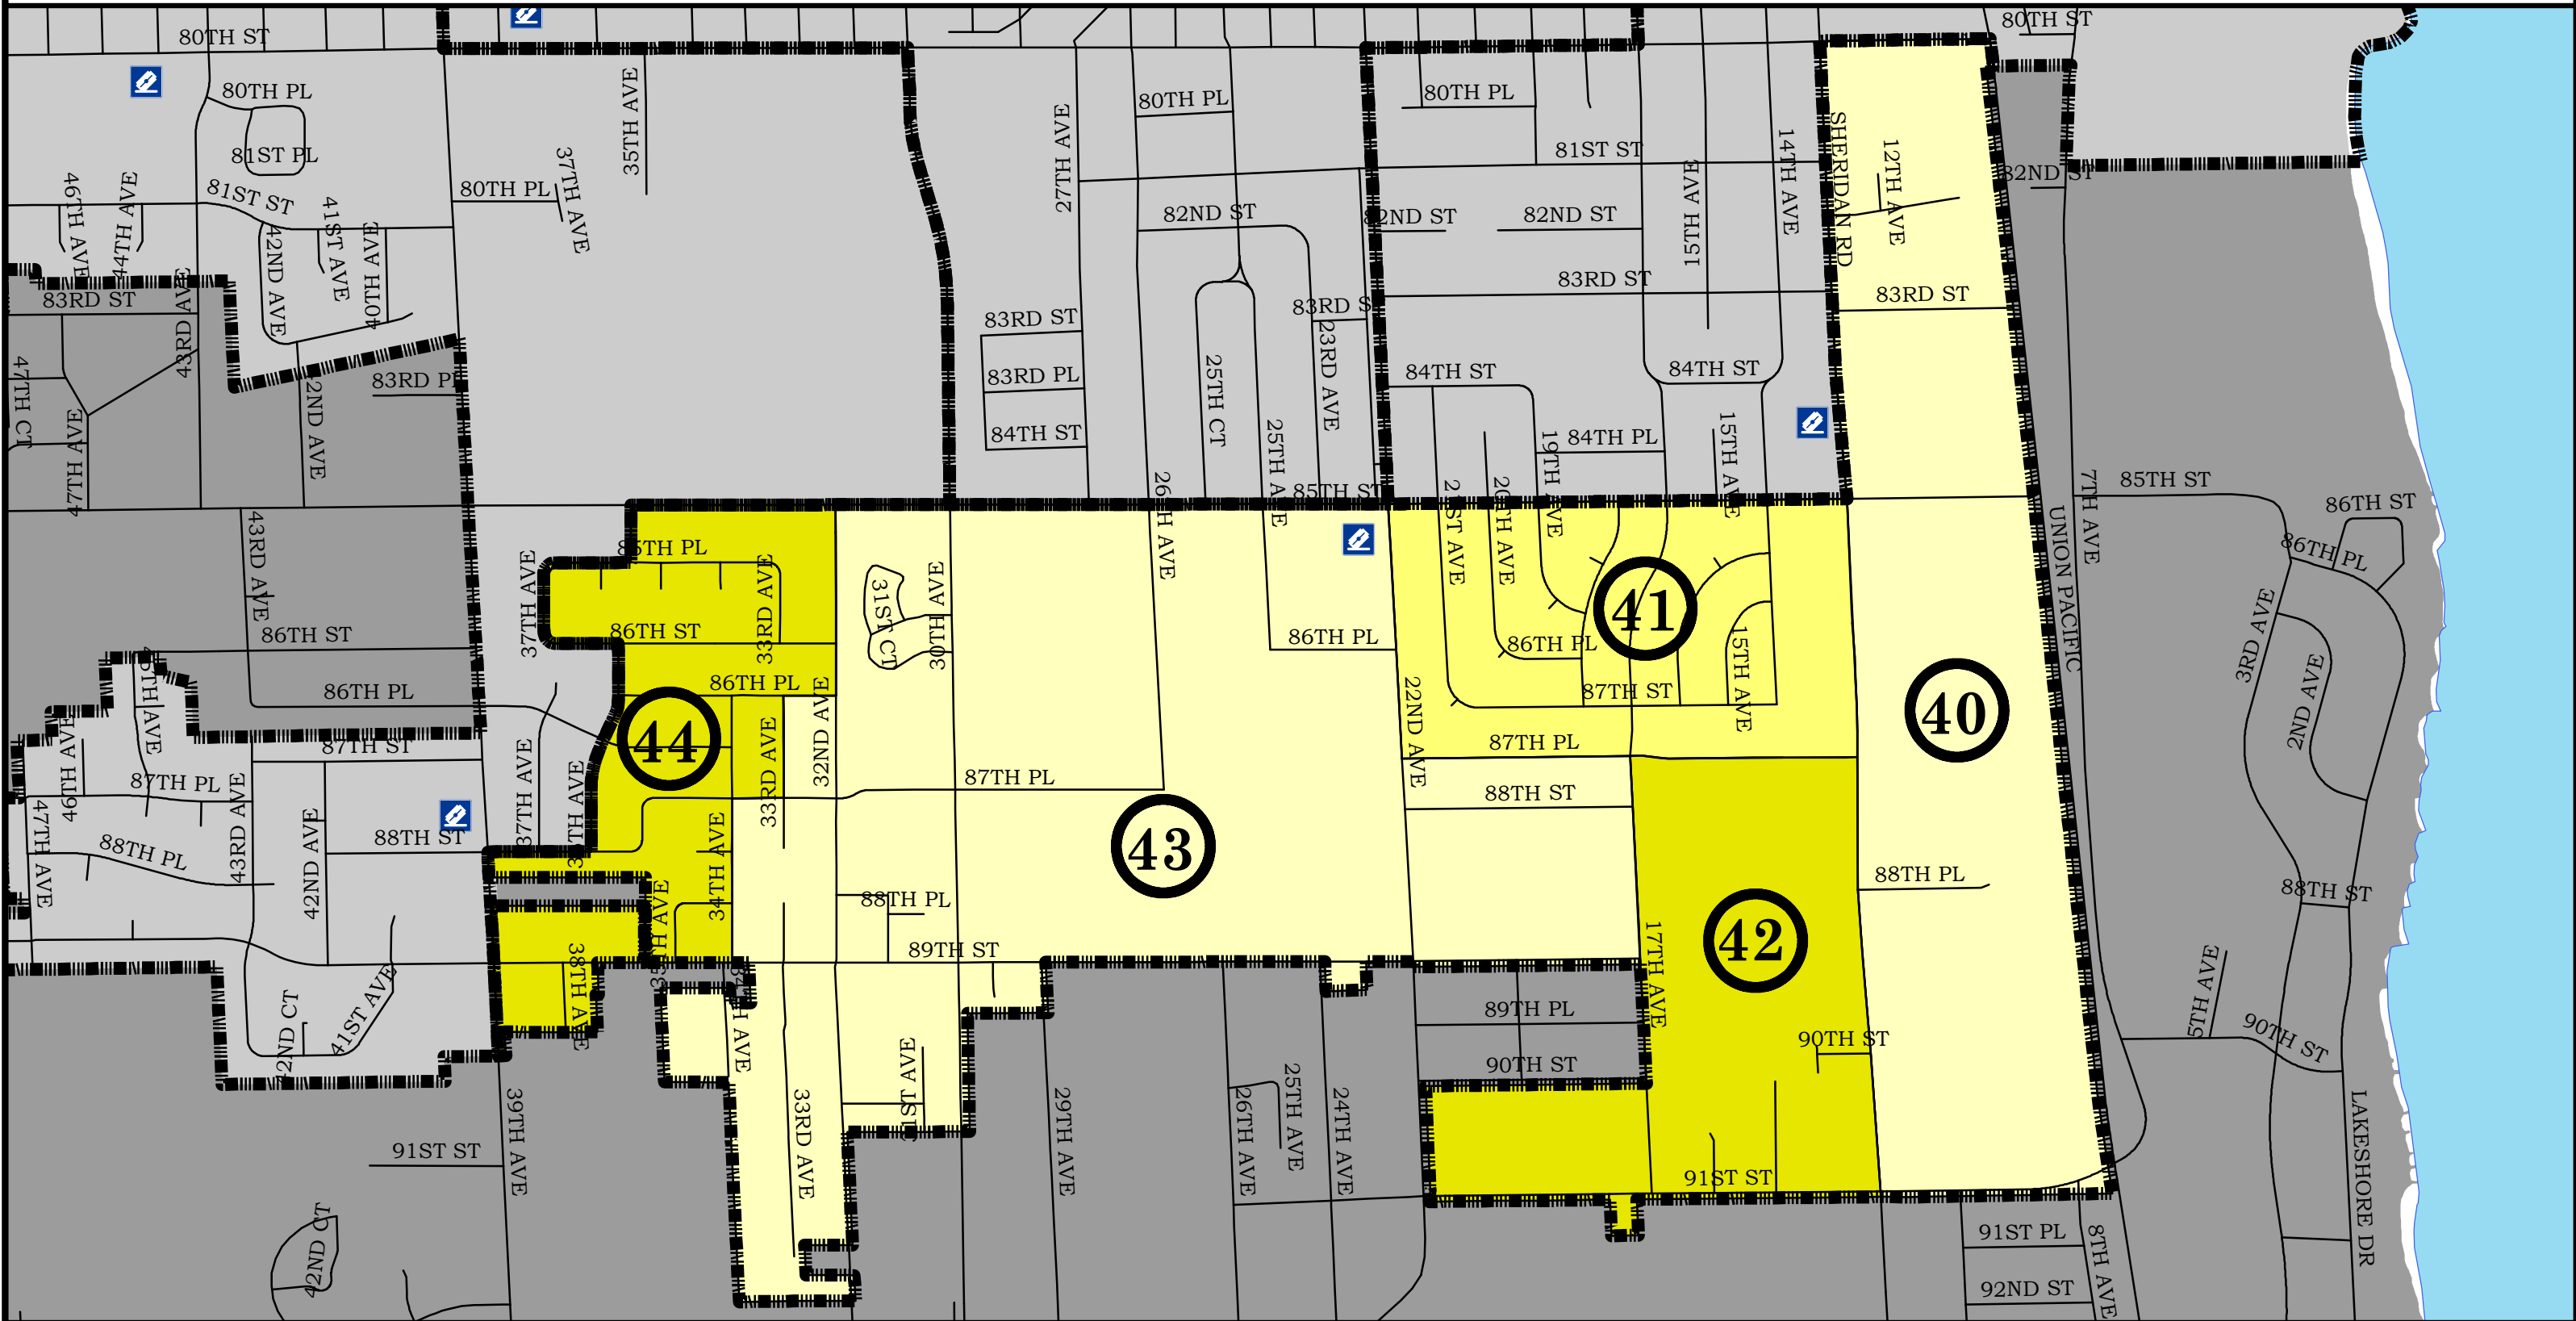 80TH ST
80TH ST
80TH PL
80TH PL
80TH PL
81ST PL
81ST ST
81ST ST
80TH PL
35TH AVE
37TH AVE
27TH AVE
15TH AVE
14TH AVE
SHERIDAN RD
12TH AVE
82ND ST
46TH AVE
44TH AVE
42ND AVE
41ST AVE
40TH AVE
43RD AVE
82ND ST
82ND ST
82ND ST
83RD ST
83RD ST
83RD ST
83RD ST
83RD S
23RD AVE
47TH CT
47TH AVE
42ND AVE
83RD PL
83RD PL
84TH ST
25TH CT
25TH AVE
84TH ST
84TH ST
84TH PL
19TH AVE
15TH AVE
85TH ST
85TH ST
26TH AVE
21ST AVE
20TH AVE
7TH AVE
UNION PACIFIC
86TH ST
86TH PL
43RD AVE
37TH AVE
85TH PL
33RD AVE
31ST CT
30TH AVE
86TH ST
86TH ST
86TH PL
86TH PL
41
15TH AVE
3RD AVE
2ND AVE
86TH PL
86TH PL
32ND AVE
22ND AVE
87TH ST
40
45TH AVE
46TH AVE
44
33RD AVE
87TH ST
87TH PL
87TH PL
87TH PL
37TH AVE
43RD AVE
47TH AVE
42ND AVE
88TH ST
88TH ST
88TH PL
43
34TH AVE
88TH PL
88TH PL
88TH ST
35TH AVE
42
17TH AVE
89TH ST
38TH AVE
41ST AVE
42ND CT
5TH AVE
90TH ST
89TH PL
90TH ST
90TH ST
31ST AVE
33RD AVE
39TH AVE
29TH AVE
26TH AVE
25TH AVE
24TH AVE
91ST ST
91ST ST
LAKESHORE DR
42ND CT
91ST PL
8TH AVE
92ND ST